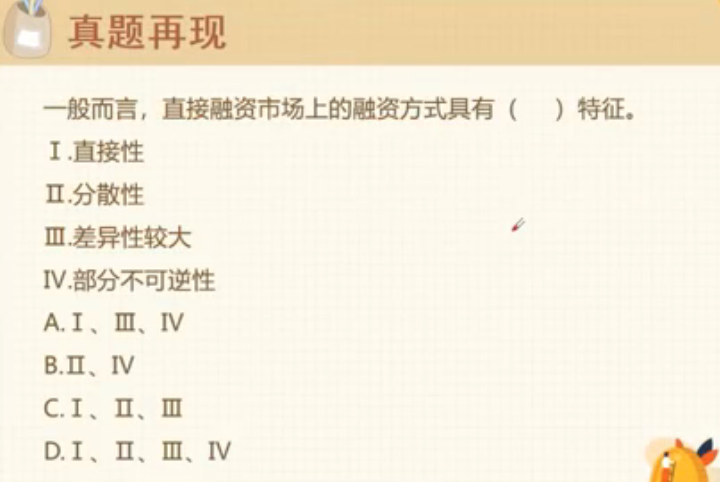 真题再现
一般而言，直接融资市场上的融资方式具有（ ）特征。
Ⅰ.直接性
Ⅱ.分散性
Ⅲ.差异性较大
Ⅳ.部分不可逆性
A.Ⅰ、Ⅲ、Ⅳ
B.Ⅱ、Ⅳ
C.Ⅰ、Ⅱ、Ⅲ
D.Ⅰ、Ⅱ、Ⅲ、Ⅳ